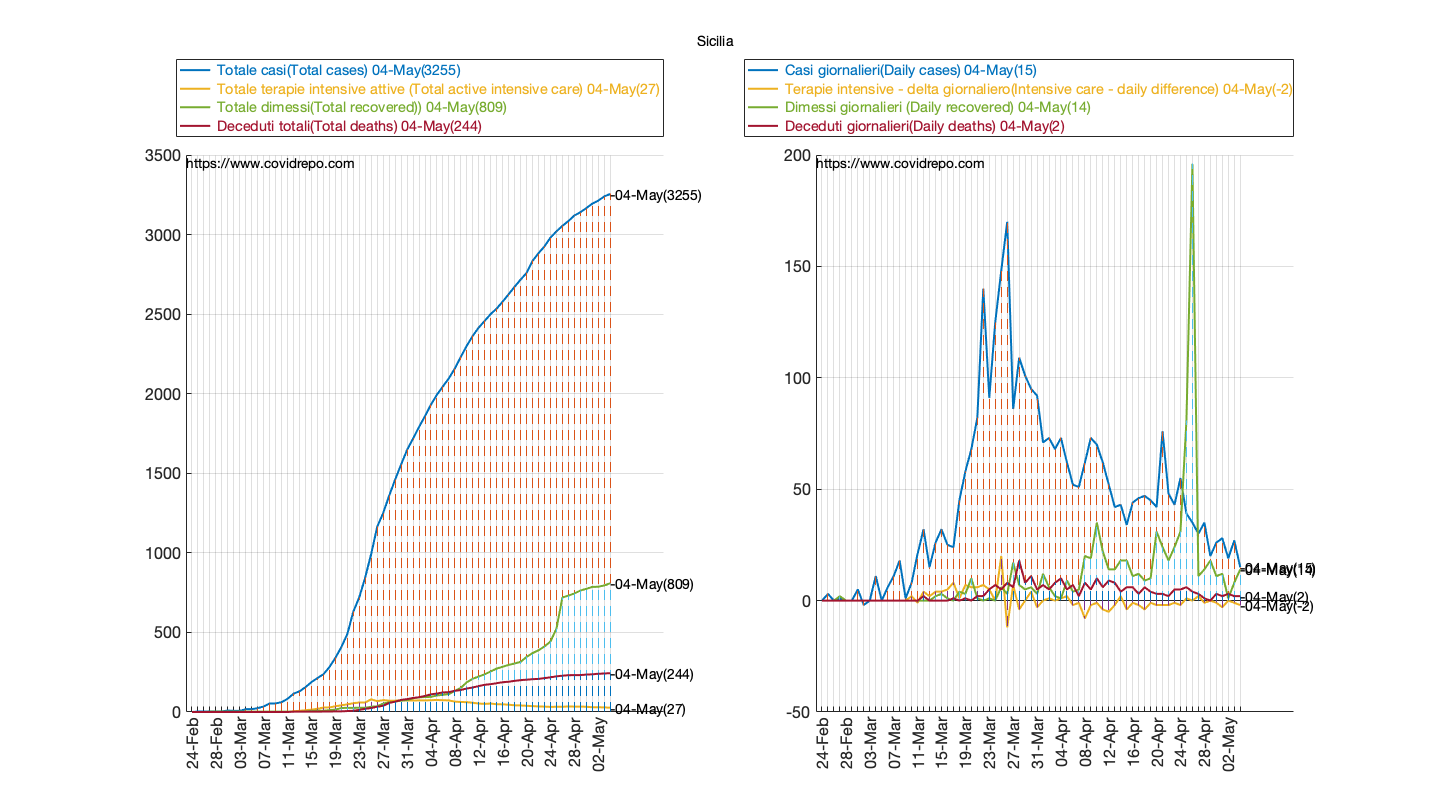 Sicilia
Totale casi(Total cases) 04-May(3255)
Totale terapie intensive attive (Total active intensive care) 04-May(27)
Totale dimessi(Total recovered)) 04-May(809)
Deceduti totali(Total deaths) 04-May(244)
https://www.covidrepo.com
3500
3000
2500
2000
1500
1000
500
0
04-May(3255)
04-May(809)
04-May(244)
04-May(27)
24-Feb
28-Feb
03-Mar
07-Mar
11-Mar
15-Mar
19-Mar
23-Mar
27-Mar
31-Mar
04-Apr
08-Apr
12-Apr
16-Apr
20-Apr
24-Apr
28-Apr
02-May
Casi giornalieri(Daily cases) 04-May(15)
Terapie intensive - delta giornaliero(Intensive care - daily difference) 04-May(-2)
Dimessi giornalieri (Daily recovered) 04-May(14)
Deceduti giornalieri(Daily deaths) 04-May(2)
https://www.covidrepo.com
200
150
100
50
0
-50
04-May(15)
04-May(14)
04-May(2)
04-May(-2)
24-Feb
28-Feb
03-Mar
07-Mar
11-Mar
15-Mar
19-Mar
23-Mar
27-Mar
31-Mar
04-Apr
08-Apr
12-Apr
16-Apr
20-Apr
24-Apr
28-Apr
02-May